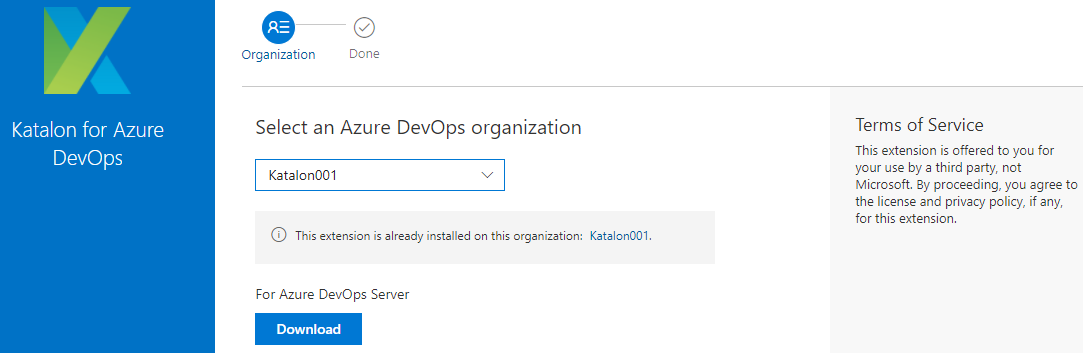 Katalon for Azure
DevOps
Organization
Done
Select an Azure DevOps organization
Katalon001
This extension is already installed on this organization: Katalon001.
For Azure DevOps Server
Download
Terms of Service
This extension is offered to you for
your use by a third party, not
Microsoft. By proceeding, you agree to
the license and privacy policy, if any,
for this extension.